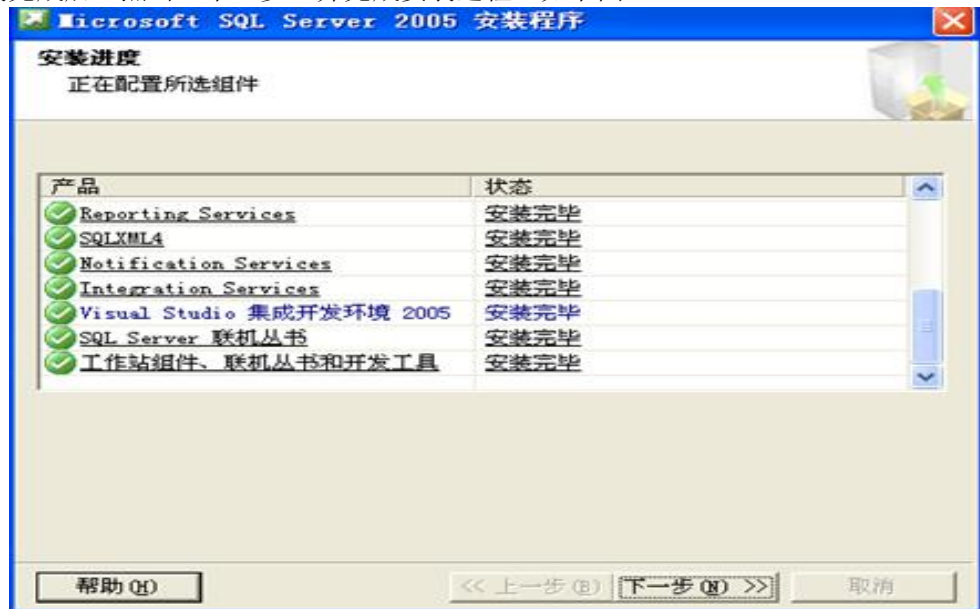 Microsoft SQL Server 2005 安装程序
安装进度
正在配置所选组件
产品 状态
Reporting Services 安装完毕
SQLXML4 安装完毕
Notification Services 安装完毕
Integration Services 安装完毕
Visual Studio 集成开发环境 2005 安装完毕
SQL Server 联机丛书 安装完毕
工作站组件、联机丛书和开发工具 安装完毕
帮助(H) << 上一步(B) 下一步(N) >> 取消